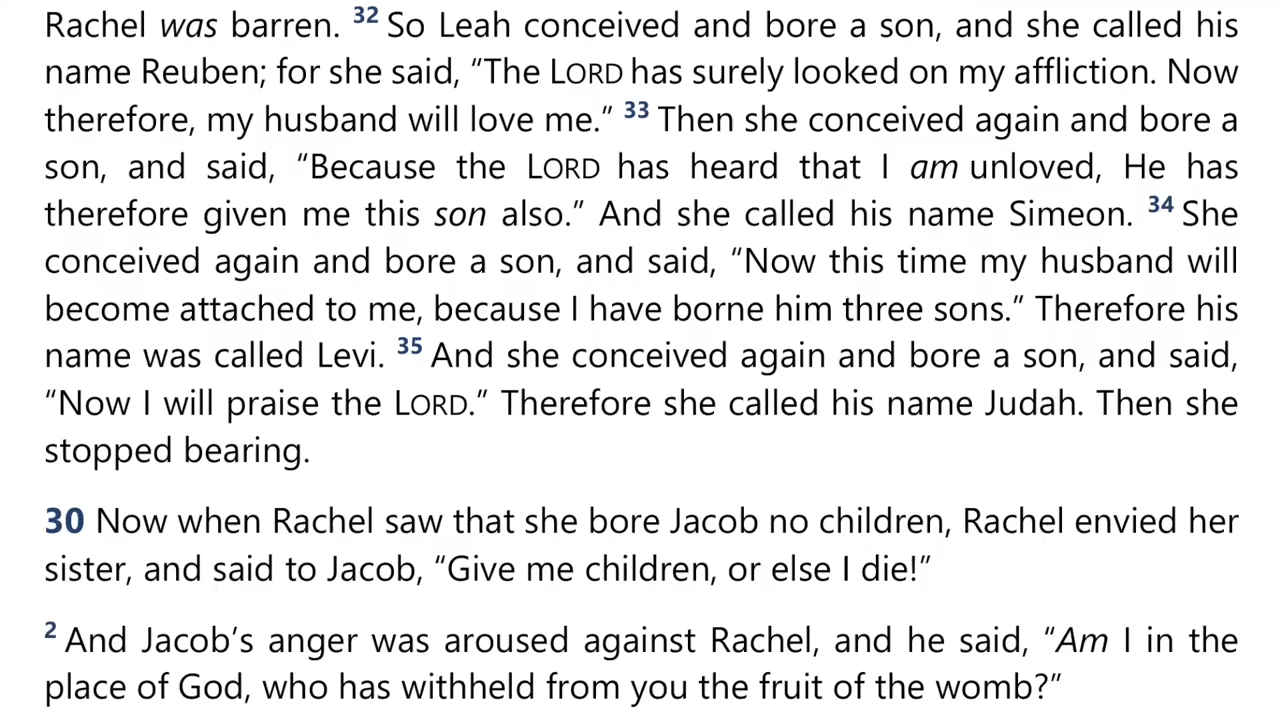 Rachel was barren. 32 So Leah conceived and bore a son, and she called his
name Reuben; for she said, “The LORD has surely looked on my affliction. Now
therefore, my husband will love me.” 33 Then she conceived again and bore a
son, and said, “Because the LORD has heard that I am unloved, He has
therefore given me this son also.” And she called his name Simeon. 34 She
conceived again and bore a son, and said, “Now this time my husband will
become attached to me, because I have borne him three sons.” Therefore his
name was called Levi. 35 And she conceived again and bore a son, and said,
“Now I will praise the LORD.” Therefore she called his name Judah. Then she
stopped bearing.
30 Now when Rachel saw that she bore Jacob no children, Rachel envied her
sister, and said to Jacob, “Give me children, or else I die!”
2 And Jacob’s anger was aroused against Rachel, and he said, “Am I in the
place of God, who has withheld from you the fruit of the womb?”